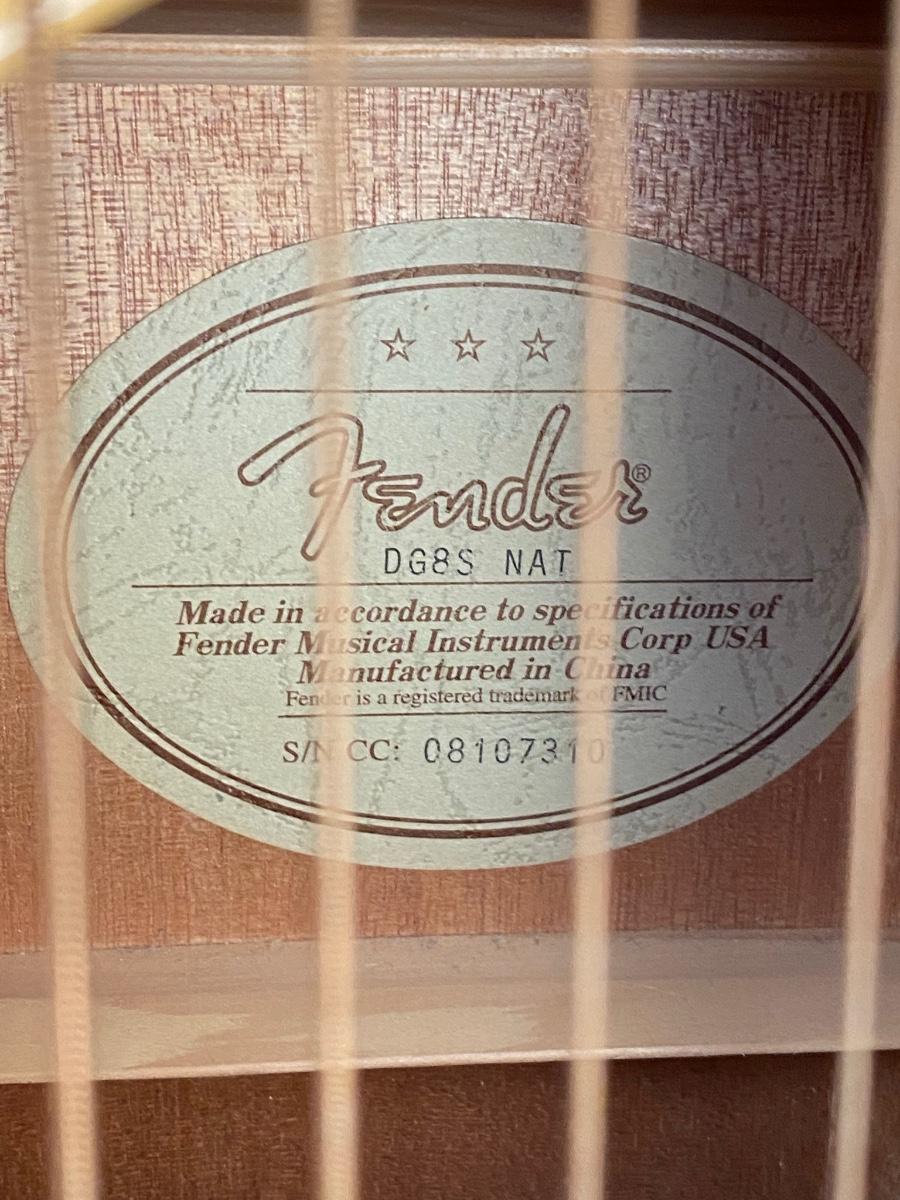 Fender®
DG8S NAT
Made in accordance to specifications of
Fender Musical Instruments Corp USA
Manufactured in China
Fender is a registered trademark of FMIC
S/N CC: 08107310